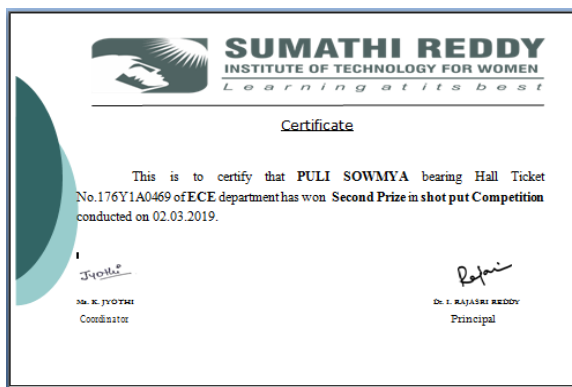 SUMATHI REDDY
INSTITUTE OF TECHNOLOGY FOR WOMEN
Learning at its best
Certificate
This is to certify that PULI SOWMYA bearing Hall Ticket
No.176Y1A0469 of ECE department has won Second Prize in shot put Competition
conducted on 02.03.2019.
Jyothi
Rajasri
Ms. K. JYOTHI
Dr. I. RAJASRI REDDY
Coordinator
Principal